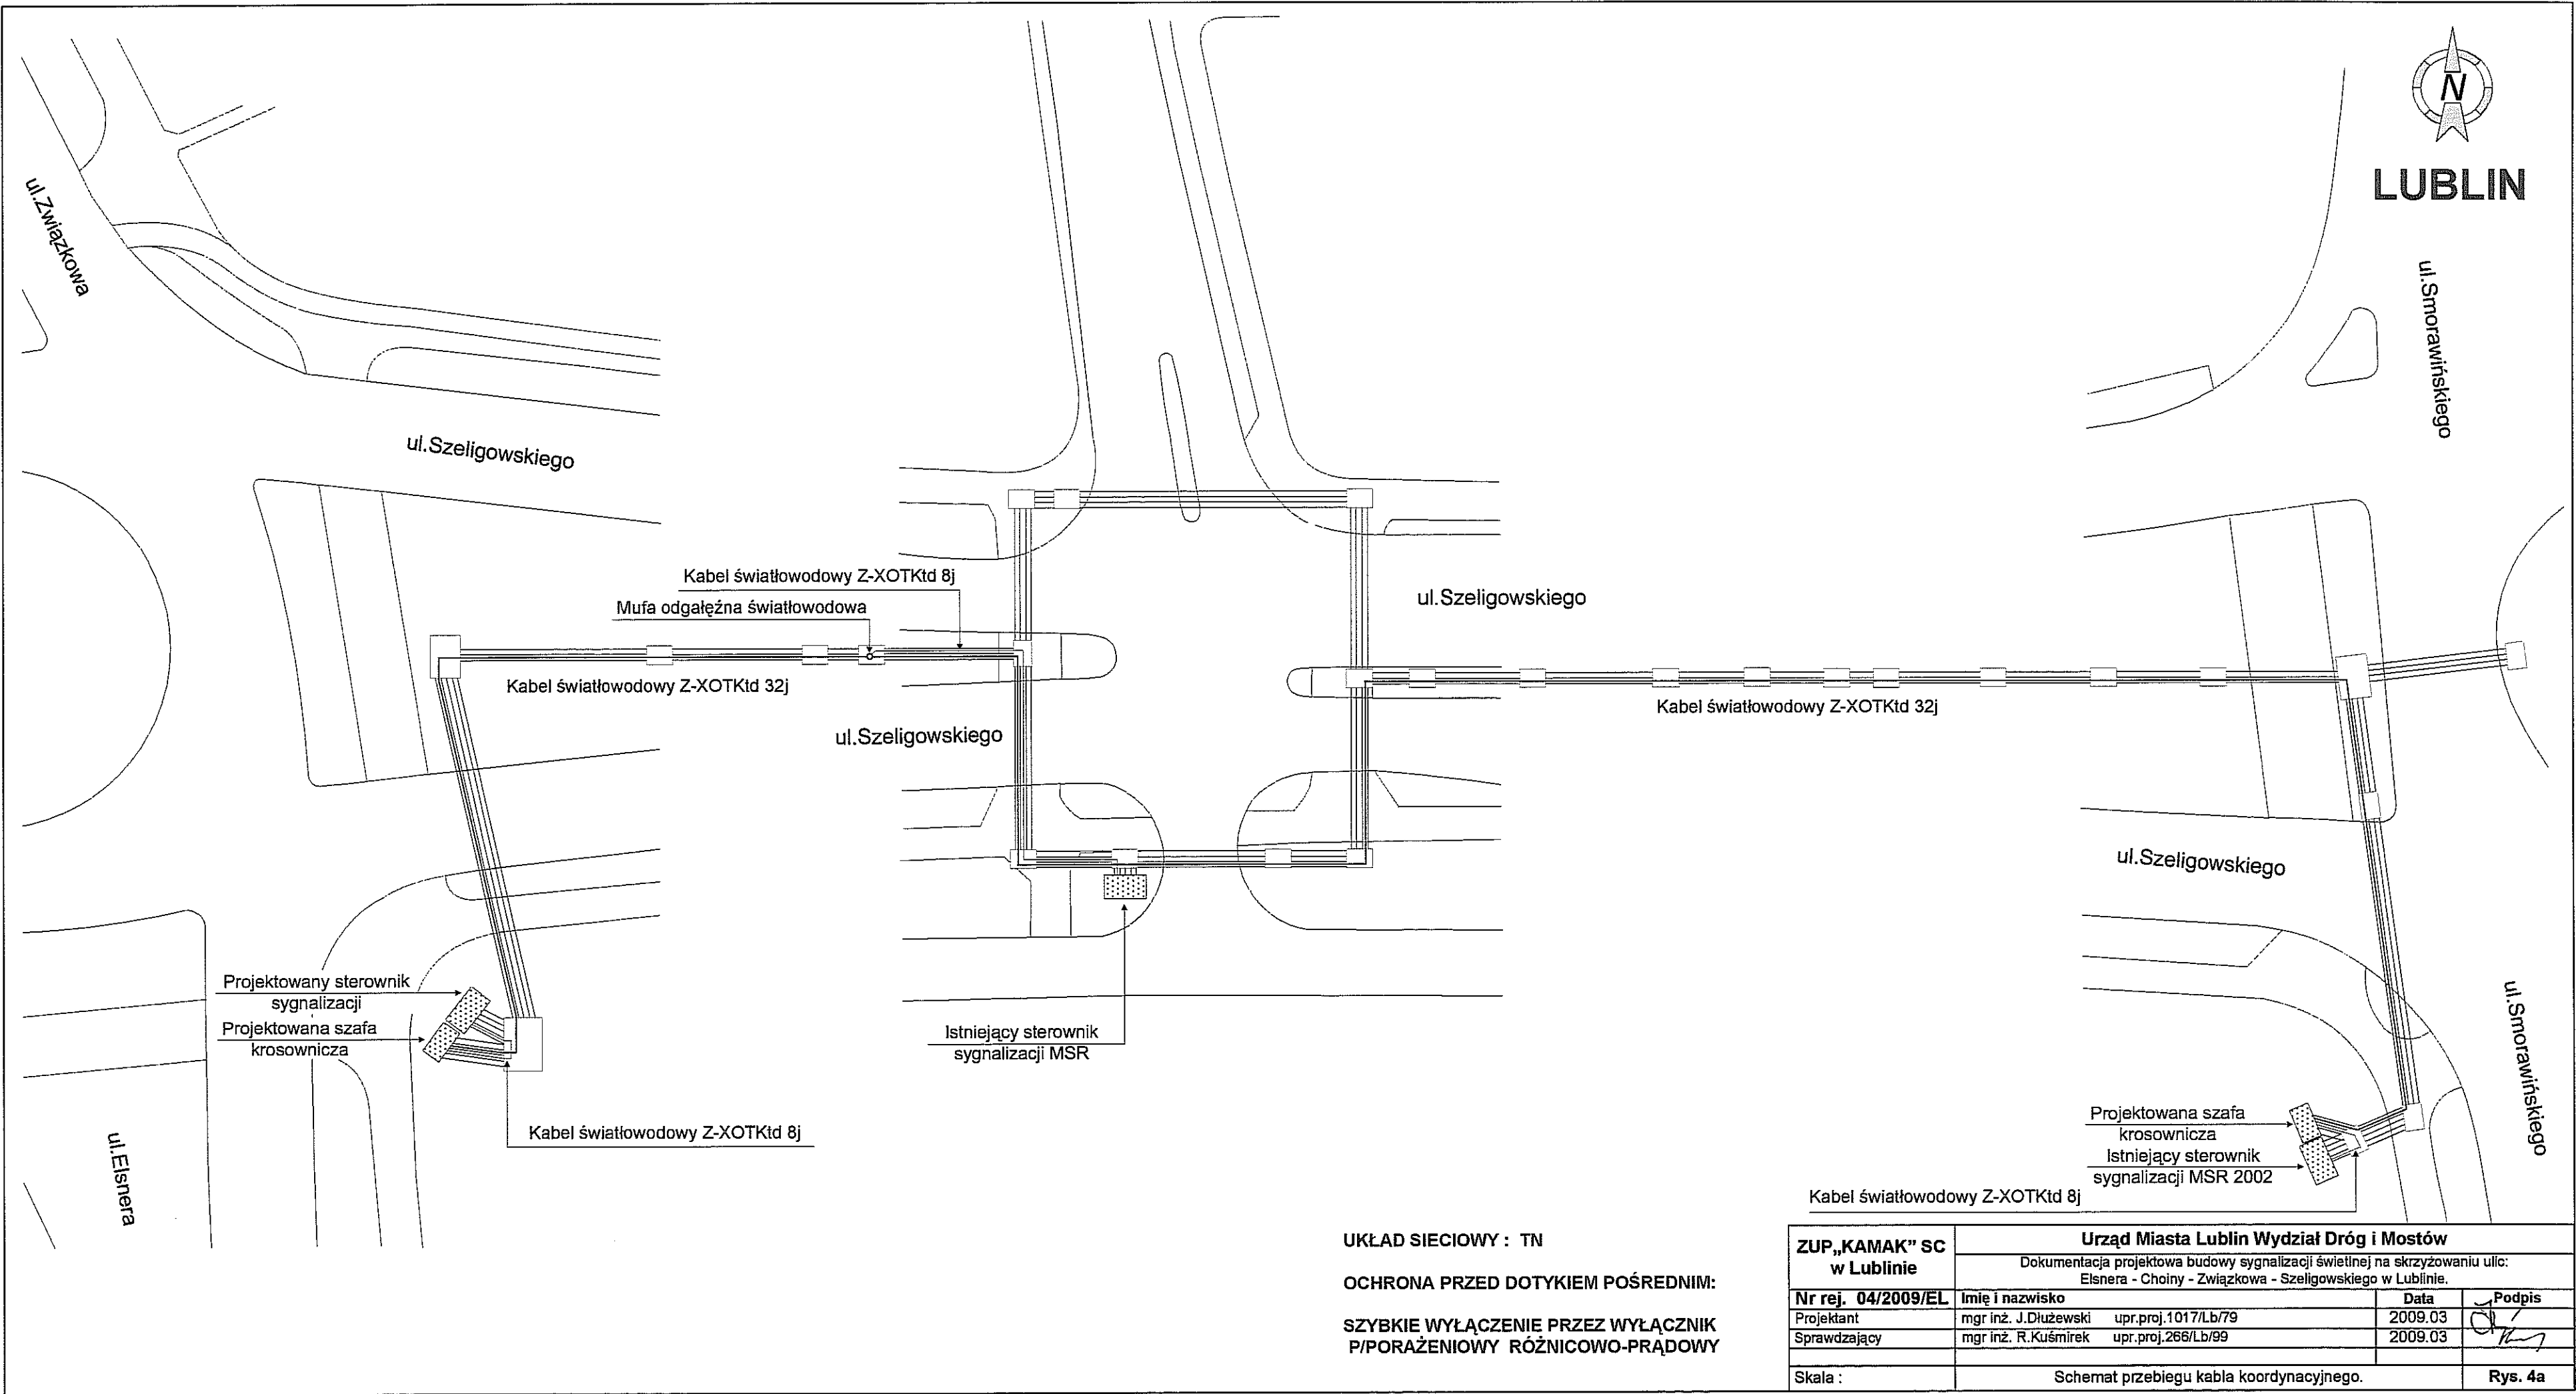 N
LUBLIN
ul.Związkowa
ul.Smorawińskiego
ul.Szeligowskiego
Kabel światłowodowy Z-XOTKtd 8j
Mufa odgałęźna światłowodowa
ul.Szeligowskiego
Kabel światłowodowy Z-XOTKtd 32j
Kabel światłowodowy Z-XOTKtd 32j
ul.Szeligowskiego
ul.Szeligowskiego
Projektowany sterownik
sygnalizacji
Projektowana szafa
krosownicza
Istniejący sterownik
sygnalizacji MSR
ul.Smorawińskiego
Kabel światłowodowy Z-XOTKtd 8j
ul.Elsnera
Projektowana szafa
krosownicza
Istniejący sterownik
sygnalizacji MSR 2002
Kabel światłowodowy Z-XOTKtd 8j
UKŁAD SIECIOWY : TN
OCHRONA PRZED DOTYKIEM POŚREDNIM:
SZYBKIE WYŁĄCZENIE PRZEZ WYŁĄCZNIK
P/PORAŻENIOWY RÓŻNICOWO-PRĄDOWY
ZUP„KAMAK” SC
w Lublinie
Urząd Miasta Lublin Wydział Dróg i Mostów
Dokumentacja projektowa budowy sygnalizacji świetlnej na skrzyżowaniu ulic:
Elsnera - Choiny - Związkowa - Szeligowskiego w Lublinie.
Nr rej. 04/2009/EL Imię i nazwisko Data Podpis
Projektant mgr inż. J.Dłużewski upr.proj.1017/Lb/79 2009.03
Sprawdzający mgr inż. R.Kuśmirek upr.proj.266/Lb/99 2009.03
Skala : Schemat przebiegu kabla koordynacyjnego. Rys. 4a